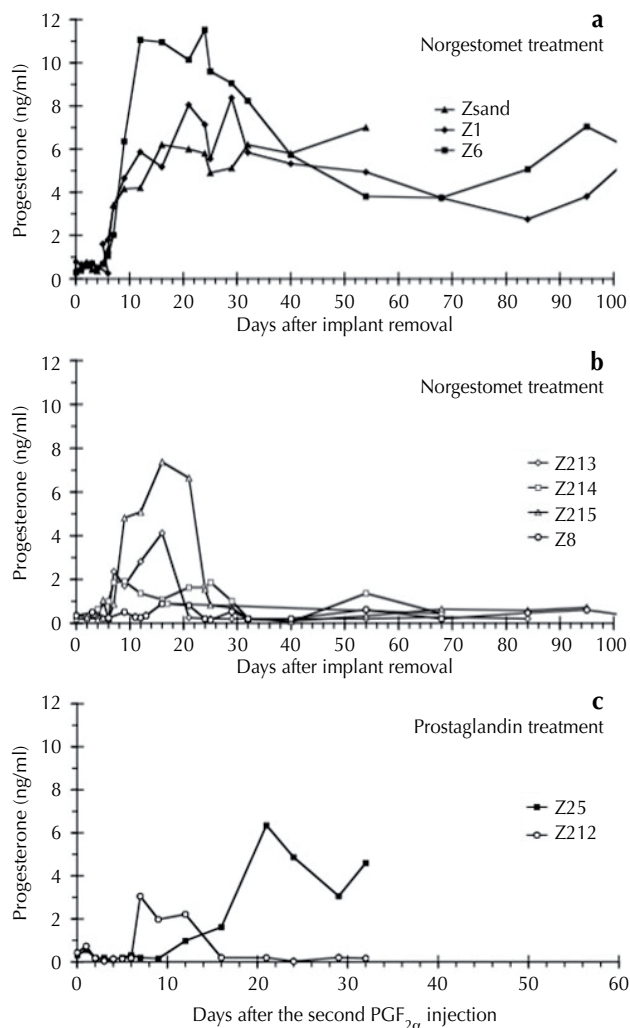 a
Norgestomet treatment
Progesterone (ng/ml)
12
10
8
6
4
2
0
Zsand
Z1
Z6
0 10 20 30 40 50 60 70 80 90 100
Days after implant removal
b
Norgestomet treatment
Progesterone (ng/ml)
12
10
8
6
4
2
0
Z213
Z214
Z215
Z8
0 10 20 30 40 50 60 70 80 90 100
Days after implant removal
c
Prostaglandin treatment
Progesterone (ng/ml)
12
10
8
6
4
2
0
Z25
Z212
0 10 20 30 40 50 60
Days after the second PGF2α injection